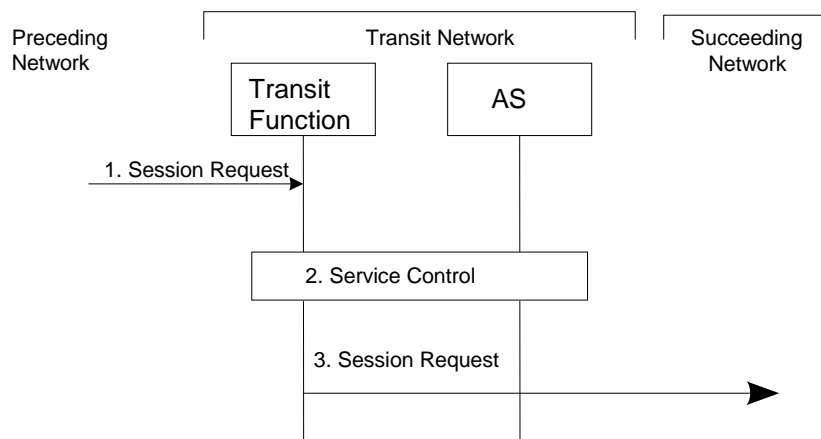 Preceding
Network
Transit Network
Succeeding
Network
Transit
Function
AS
1. Session Request
2. Service Control
3. Session Request